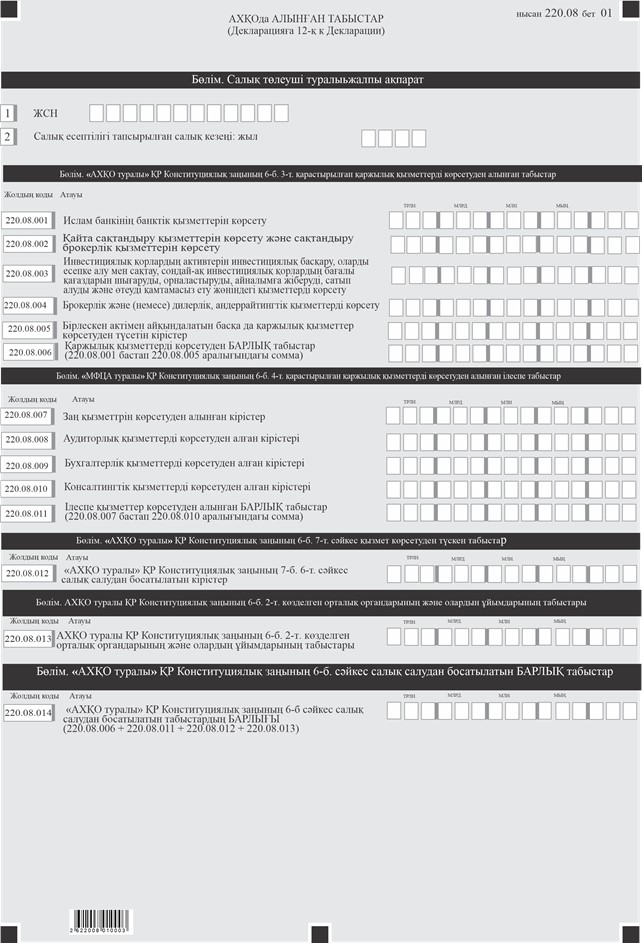 АХҚОда АЛЫНҒАН ТАБЫСТАР
(Декларацияға 12-қ к Декларации)
нысан 220.08 бет 01
Бөлім. Салық төлеуші туралыьжалпы ақпарат
1 ЖСН
2 Салық есептілігі тапсырылған салық кезеңі: жыл
Бөлім. «АХҚО туралы» ҚР Конституциялық заңының 6-б. 3-т. қарастырылған қаржылық қызметтерді көрсетуден алынған табыстар
Жолдың коды Атауы
ТРЛН МЛРД МЛН МЫҢ
220.08.001 Ислам банкінің банктік қызметтерін көрсету
220.08.002 Қайта сақтандыру қызметтерін көрсету және сақтандыру
брокерлік қызметтерін көрсету
220.08.003 Инвестициялық қорлардың активтерін инвестициялық басқару, оларды
есепке алу мен сақтау, сондай-ақ инвестициялық қорлардың бағалы
қағаздарын шығаруды, орналастыруды, айналымға жіберуді, сатып
алуды және өтеуді қамтамасыз ету жөніндегі қызметтерді көрсету
220.08.004 Брокерлік және (немесе) дилерлік, андеррайтингтік қызметтерді көрсету
220.08.005 Бірлескен актімен айқындалатын басқа да қаржылық қызметтер
көрсетуден түсетін кірістер
220.08.006 Қаржылық қызметтерді көрсетуден БАРЛЫҚ табыстар
(220.08.001 бастап 220.08.005 аралығындағы сомма)
Бөлім. «МФЦА туралы» ҚР Конституциялық заңының 6-б. 4-т. қарастырылған қаржылық қызметтерді көрсетуден алынған ілеспе табыстар
Жолдың коды Атауы
ТРЛН МЛРД МЛН МЫҢ
220.08.007 Заң қызметтрін көрсетуден алынған кірістер
220.08.008 Аудиторлық қызметтерді көрсетуден алған кірістері
220.08.009 Бухгалтерлік қызметтерді көрсетуден алған кірістері
220.08.010 Консалтингтік қызметтерді көрсетуден алған кірістері
220.08.011 Ілеспе қызметтер көрсетуден алынған БАРЛЫҚ табыстар
(220.08.007 бастап 220.08.010 аралығындағы сомма)
Бөлім. «АХҚО туралы» ҚР Конституциялық заңының 6-б. 7-т. сәйкес қызмет көрсетуден түскен табыстар
Жолдың коды Атауы
ТРЛН МЛРД МЛН МЫҢ
220.08.012 «АХҚО туралы» ҚР Конституциялық заңының 7-б. 6-т. сәйкес
салық салудан босатылатын кірістер
Бөлім. АХҚО туралы ҚР Конституциялық заңының 6-б. 2-т. көзделген орталық органдарының және олардың ұйымдарының табыстары
Жолдың коды Атауы
ТРЛН МЛРД МЛН МЫҢ
220.08.013 АХҚО туралы ҚР Конституциялық заңының 6-б. 2-т. көзделген
орталық органдарының және олардың ұйымдарының табыстары
Бөлім. «АХҚО туралы» ҚР Конституциялық заңының 6-б. сәйкес салық салудан босатылатын БАРЛЫҚ табыстар
Жолдың коды Атауы
ТРЛН МЛРД МЛН МЫҢ
220.08.014 «АХҚО туралы» ҚР Конституциялық заңының 6-б сәйкес салық
салудан босатылатын табыстардың БАРЛЫҒЫ
(220.08.006 + 220.08.011 + 220.08.012 + 220.08.013)
2622008010003